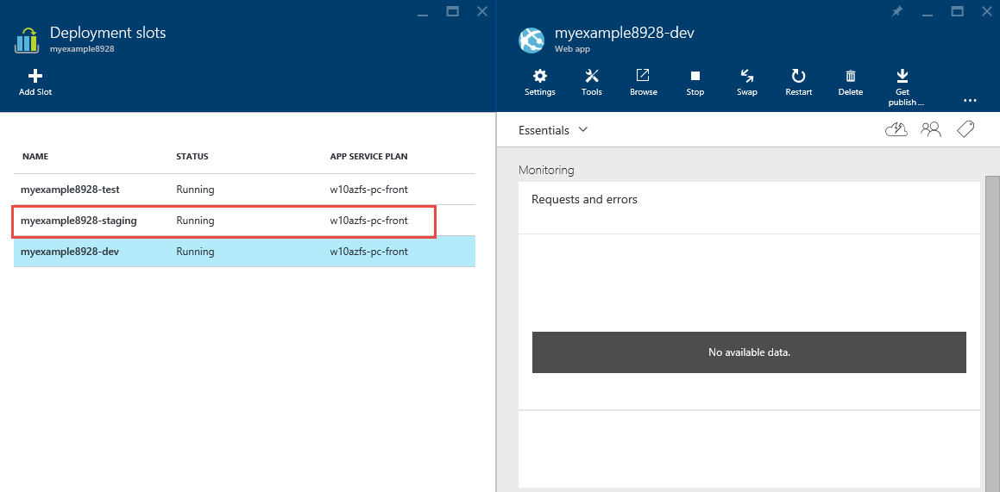 Deployment slots
myexample8928
Add Slot
NAME STATUS APP SERVICE PLAN
myexample8928-test Running w10azfs-pc-front
myexample8928-staging Running w10azfs-pc-front
myexample8928-dev Running w10azfs-pc-front
myexample8928-dev
Web app
Settings Tools Browse Stop Swap Restart Delete Get
publish ...
Essentials
Monitoring
Requests and errors
No available data.